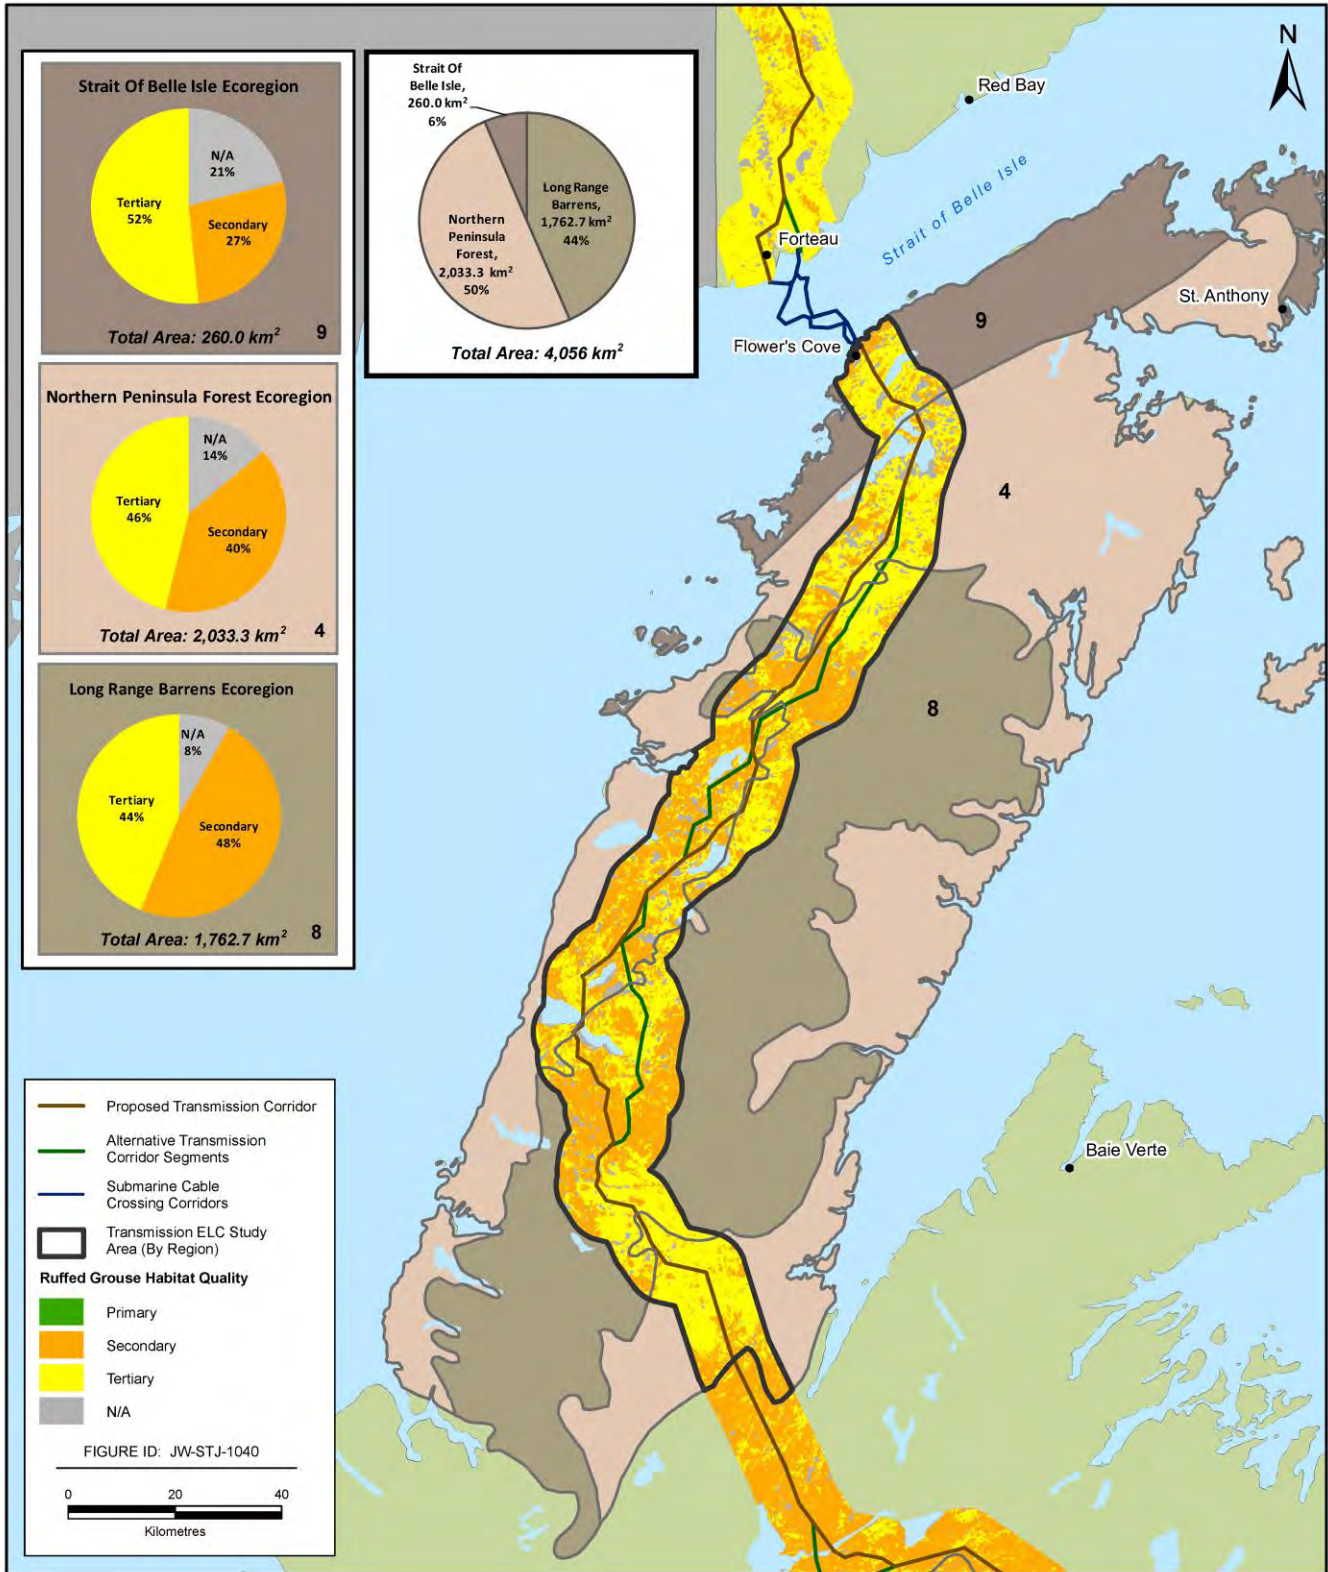 Strait Of Belle Isle Ecoregion
N/A
21%
Tertiary
52%
Secondary
27%
Total Area: 260.0 km²
9
Northern Peninsula Forest Ecoregion
N/A
14%
Tertiary
46%
Secondary
40%
Total Area: 2,033.3 km²
4
Long Range Barrens Ecoregion
N/A
8%
Tertiary
44%
Secondary
48%
Total Area: 1,762.7 km²
8
Strait Of
Belle Isle,
260.0 km²
6%
Long Range
Barrens,
1,762.7 km²
44%
Northern
Peninsula
Forest,
2,033.3 km²
50%
Total Area: 4,056 km²
N
Red Bay
Strait of Belle Isle
Forteau
St. Anthony
Flower's Cove
9
4
8
Baie Verte
Proposed Transmission Corridor
Alternative Transmission
Corridor Segments
Submarine Cable
Crossing Corridors
Transmission ELC Study
Area (By Region)
Ruffed Grouse Habitat Quality
Primary
Secondary
Tertiary
N/A
FIGURE ID: JW-STJ-1040
0 20 40
Kilometres